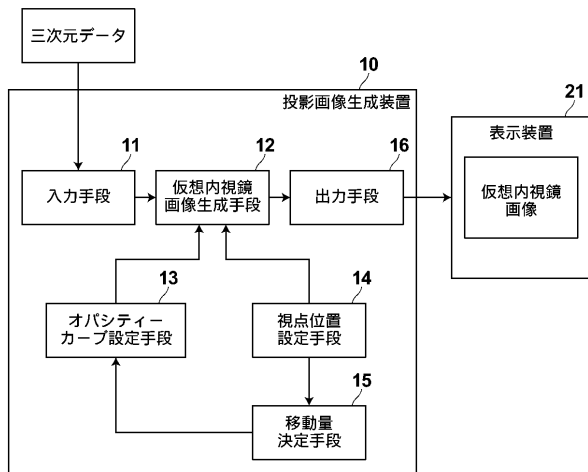 三次元データ
10
投影画像生成装置
21
表示装置
11
入力手段
12
仮想内視鏡
画像生成手段
16
出力手段
仮想内視鏡
画像
13
オパシティー
カーブ設定手段
14
視点位置
設定手段
15
移動量
決定手段